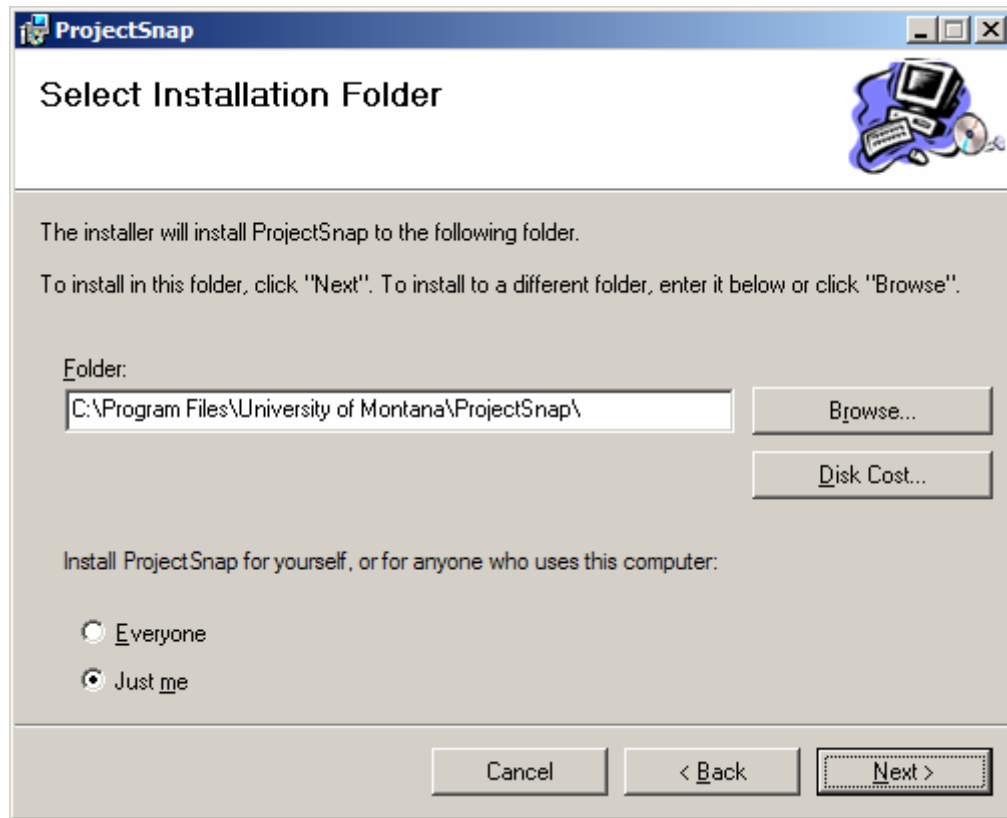 ProjectSnap
Select Installation Folder
The installer will install ProjectSnap to the following folder.
To install in this folder, click "Next". To install to a different folder, enter it below or click "Browse".
Folder:
C:\Program Files\University of Montana\ProjectSnap\
Browse...
Disk Cost...
Install ProjectSnap for yourself, or for anyone who uses this computer:
Everyone
Just me
Cancel
< Back
Next >